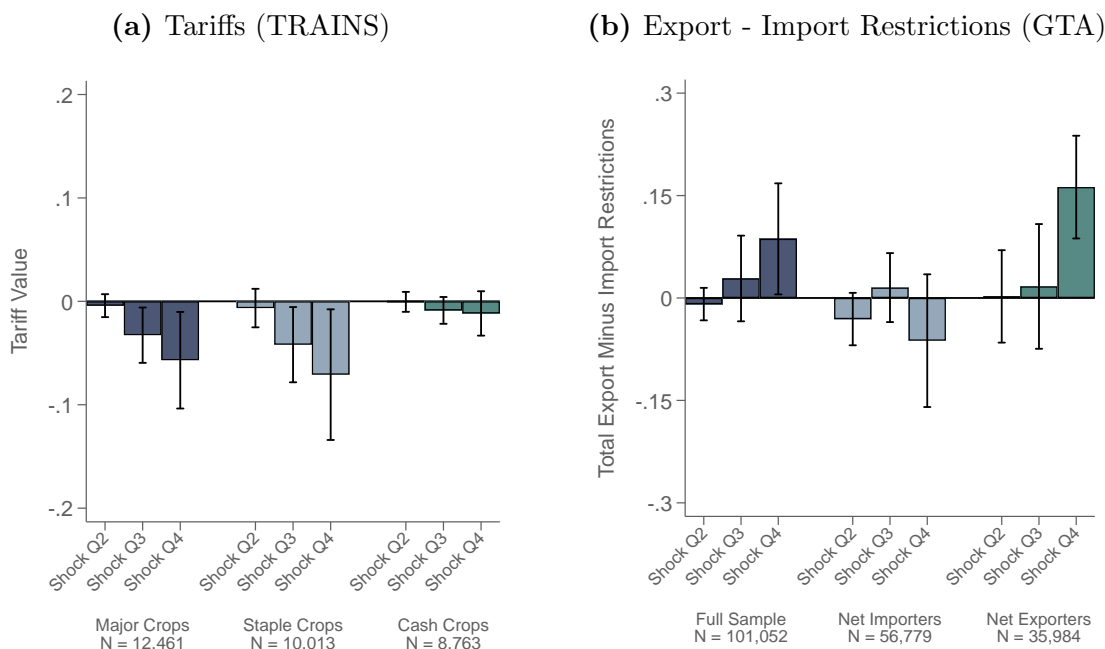 (a) Tariffs (TRAINS)
.2
.1
0
-.1
-.2
Tariff Value
Shock Q2
Shock Q3
Shock Q4
Shock Q2
Shock Q3
Shock Q4
Shock Q2
Shock Q3
Shock Q4
Major Crops
N = 12,461
Staple Crops
N = 10,013
Cash Crops
N = 8,763
(b) Export - Import Restrictions (GTA)
.3
.15
0
-.15
-.3
Total Export Minus Import Restrictions
Shock Q2
Shock Q3
Shock Q4
Shock Q2
Shock Q3
Shock Q4
Shock Q2
Shock Q3
Shock Q4
Full Sample
N = 101,052
Net Importers
N = 56,779
Net Exporters
N = 35,984